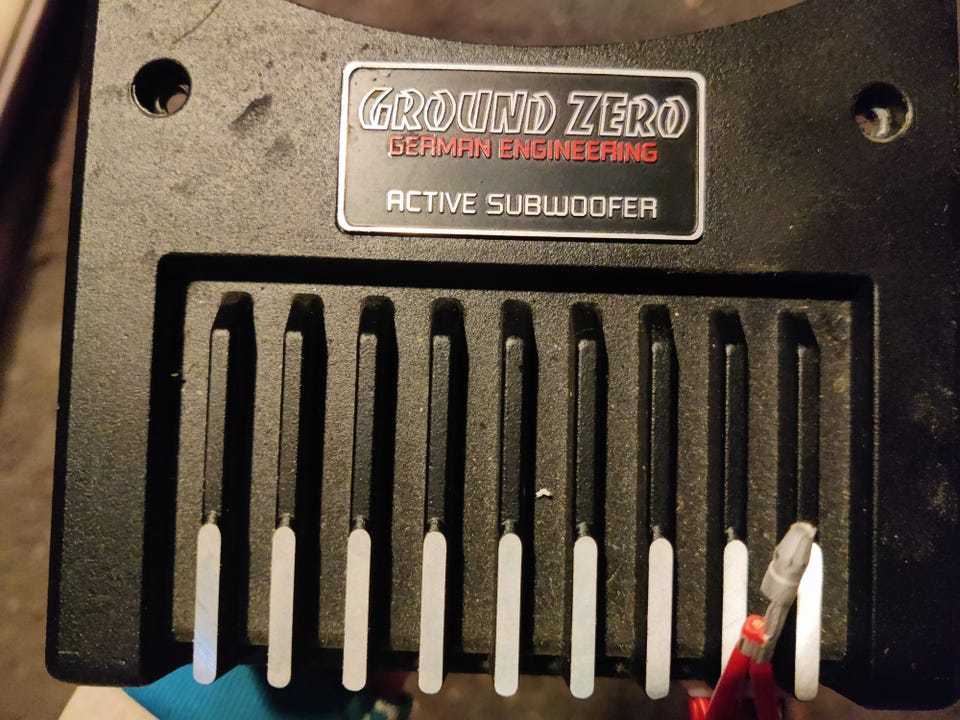 GROUND ZERO
GERMAN ENGINEERING
ACTIVE SUBWOOFER